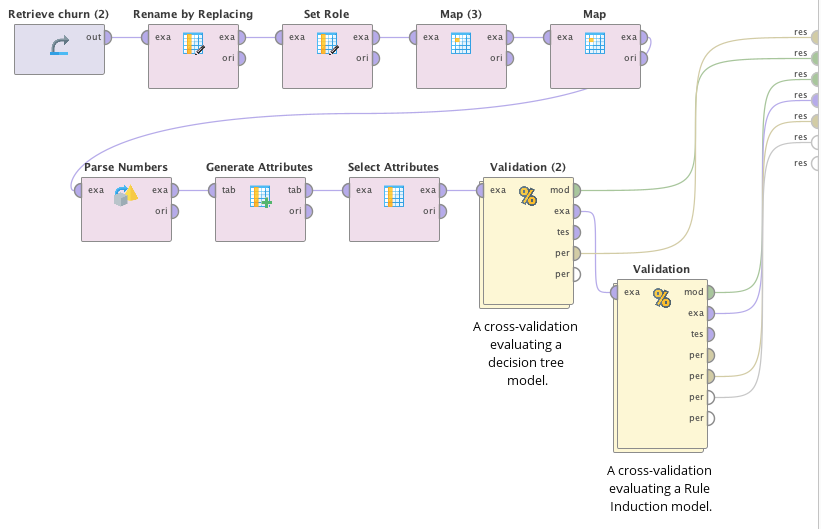 Retrieve churn (2)
Rename by Replacing
Set Role
Map (3)
Map
out
exa
exa
ori
exa
exa
ori
exa
exa
ori
exa
exa
ori
res
res
res
res
res
res
res
Parse Numbers
Generate Attributes
Select Attributes
Validation (2)
exa
exa
ori
tab
tab
ori
exa
exa
ori
exa
mod
exa
tes
per
per
A cross-validation
evaluating a
decision tree
model.
Validation
exa
mod
exa
tes
per
per
per
per
A cross-validation
evaluating a Rule
Induction model.